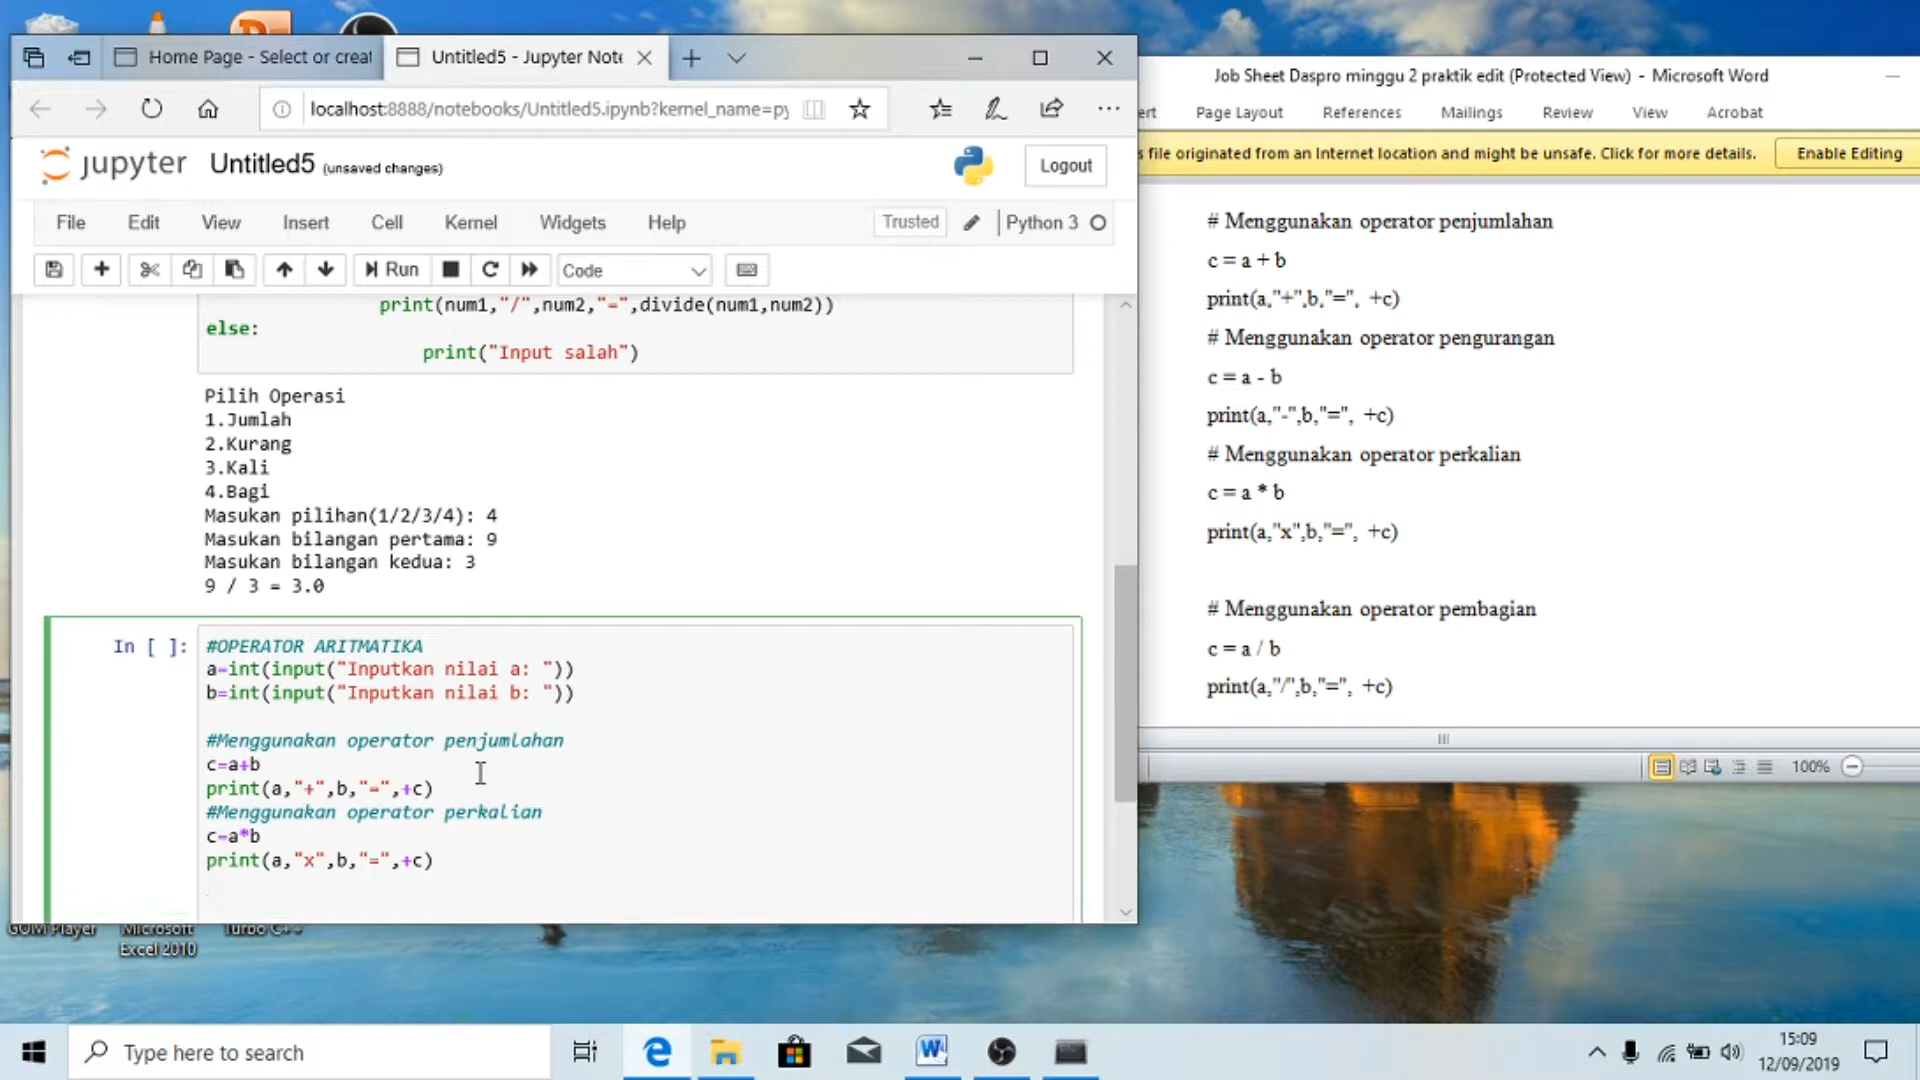 Home Page - Select or creat
Untitled5 - Jupyter Note
localhost:8888/notebooks/Untitled5.ipynb?kernel_name=py
jupyter Untitled5 (unsaved changes)
Logout
File Edit View Insert Cell Kernel Widgets Help
Trusted
Python 3
Run
Code
print(num1,"/",num2,"=",divide(num1,num2))
else:
print("Input salah")
Pilih Operasi
1.Jumlah
2.Kurang
3.Kali
4.Bagi
Masukan pilihan(1/2/3/4): 4
Masukan bilangan pertama: 9
Masukan bilangan kedua: 3
9 / 3 = 3.0
In [ ]:
#OPERATOR ARITMATIKA
a=int(input("Inputkan nilai a: "))
b=int(input("Inputkan nilai b: "))
#Menggunakan operator penjumlahan
c=a+b
print(a,"+",b,"=",+c)
#Menggunakan operator perkalian
c=a*b
print(a,"x",b,"=",+c)
Job Sheet Daspro minggu 2 praktik edit (Protected View) - Microsoft Word
ert Page Layout References Mailings Review View Acrobat
s file originated from an Internet location and might be unsafe. Click for more details.
Enable Editing
# Menggunakan operator penjumlahan
c = a + b
print(a,"+",b,"=", +c)
# Menggunakan operator pengurangan
c = a - b
print(a,"-",b,"=", +c)
# Menggunakan operator perkalian
c = a * b
print(a,"x",b,"=", +c)
# Menggunakan operator pembagian
c = a / b
print(a,"/",b,"=", +c)
100%
GOM Player
Microsoft
Excel 2010
Turbo C++
Type here to search
15:09
12/09/2019